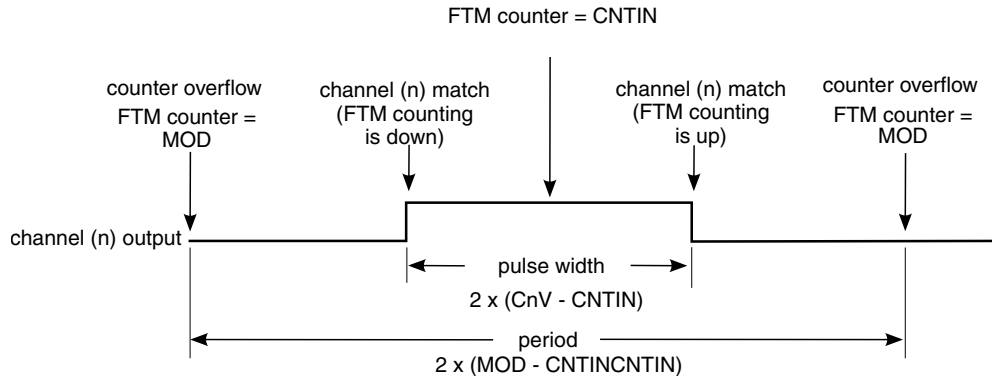 FTM counter = CNTIN
counter overflow
FTM counter =
MOD
channel (n) match
(FTM counting
is down)
channel (n) match
(FTM counting
is up)
counter overflow
FTM counter =
MOD
channel (n) output
pulse width
2 x (CnV - CNTIN)
period
2 x (MOD - CNTINCNTIN)